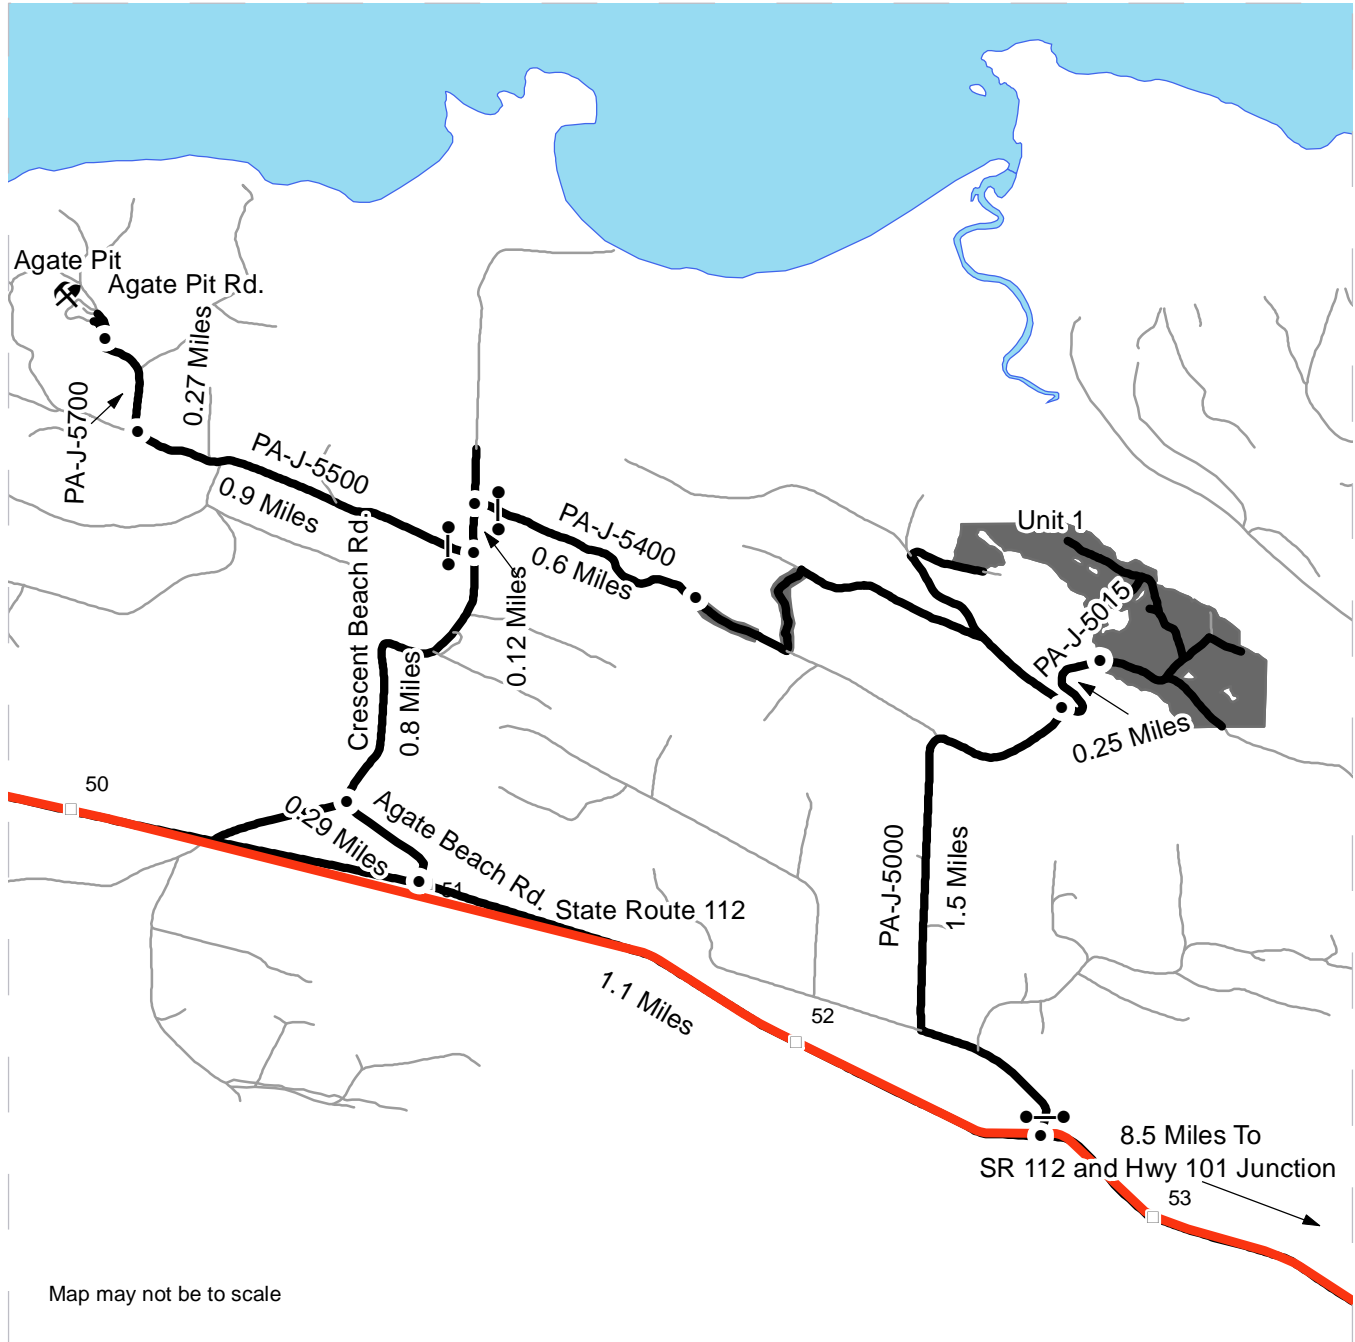 Agate Pit
Agate Pit Rd.
0.27 Miles
PA-J-5700
PA-J-5500
0.9 Miles
Crescent Beach Rd.
PA-J-5400
0.6 Miles
0.12 Miles
0.8 Miles
Unit 1
PA-J-5015
0.25 Miles
50
0.29 Miles
Agate Beach Rd.
51
State Route 112
1.1 Miles
PA-J-5000
1.5 Miles
52
8.5 Miles To
SR 112 and Hwy 101 Junction
53
Map may not be to scale